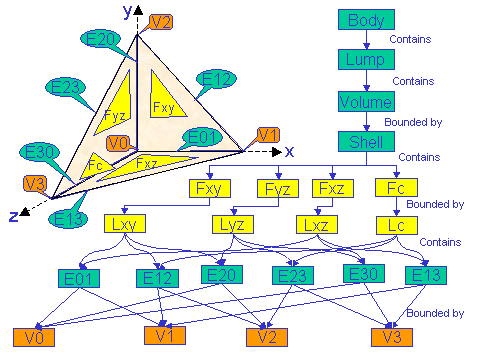 y
V2
E20
Body
Contains
Lump
E23
E12
Contains
Fyz
Fxy
Volume
Bounded by
V0
E01
V1
Shell
E30
x
Fc
Fxz
Contains
V3
Fxy
Fyz
Fxz
Fc
z
E13
Bounded by
Lxy
Lyz
Lxz
Lc
Contains
E01
E12
E20
E23
E30
E13
Bounded by
V0
V1
V2
V3